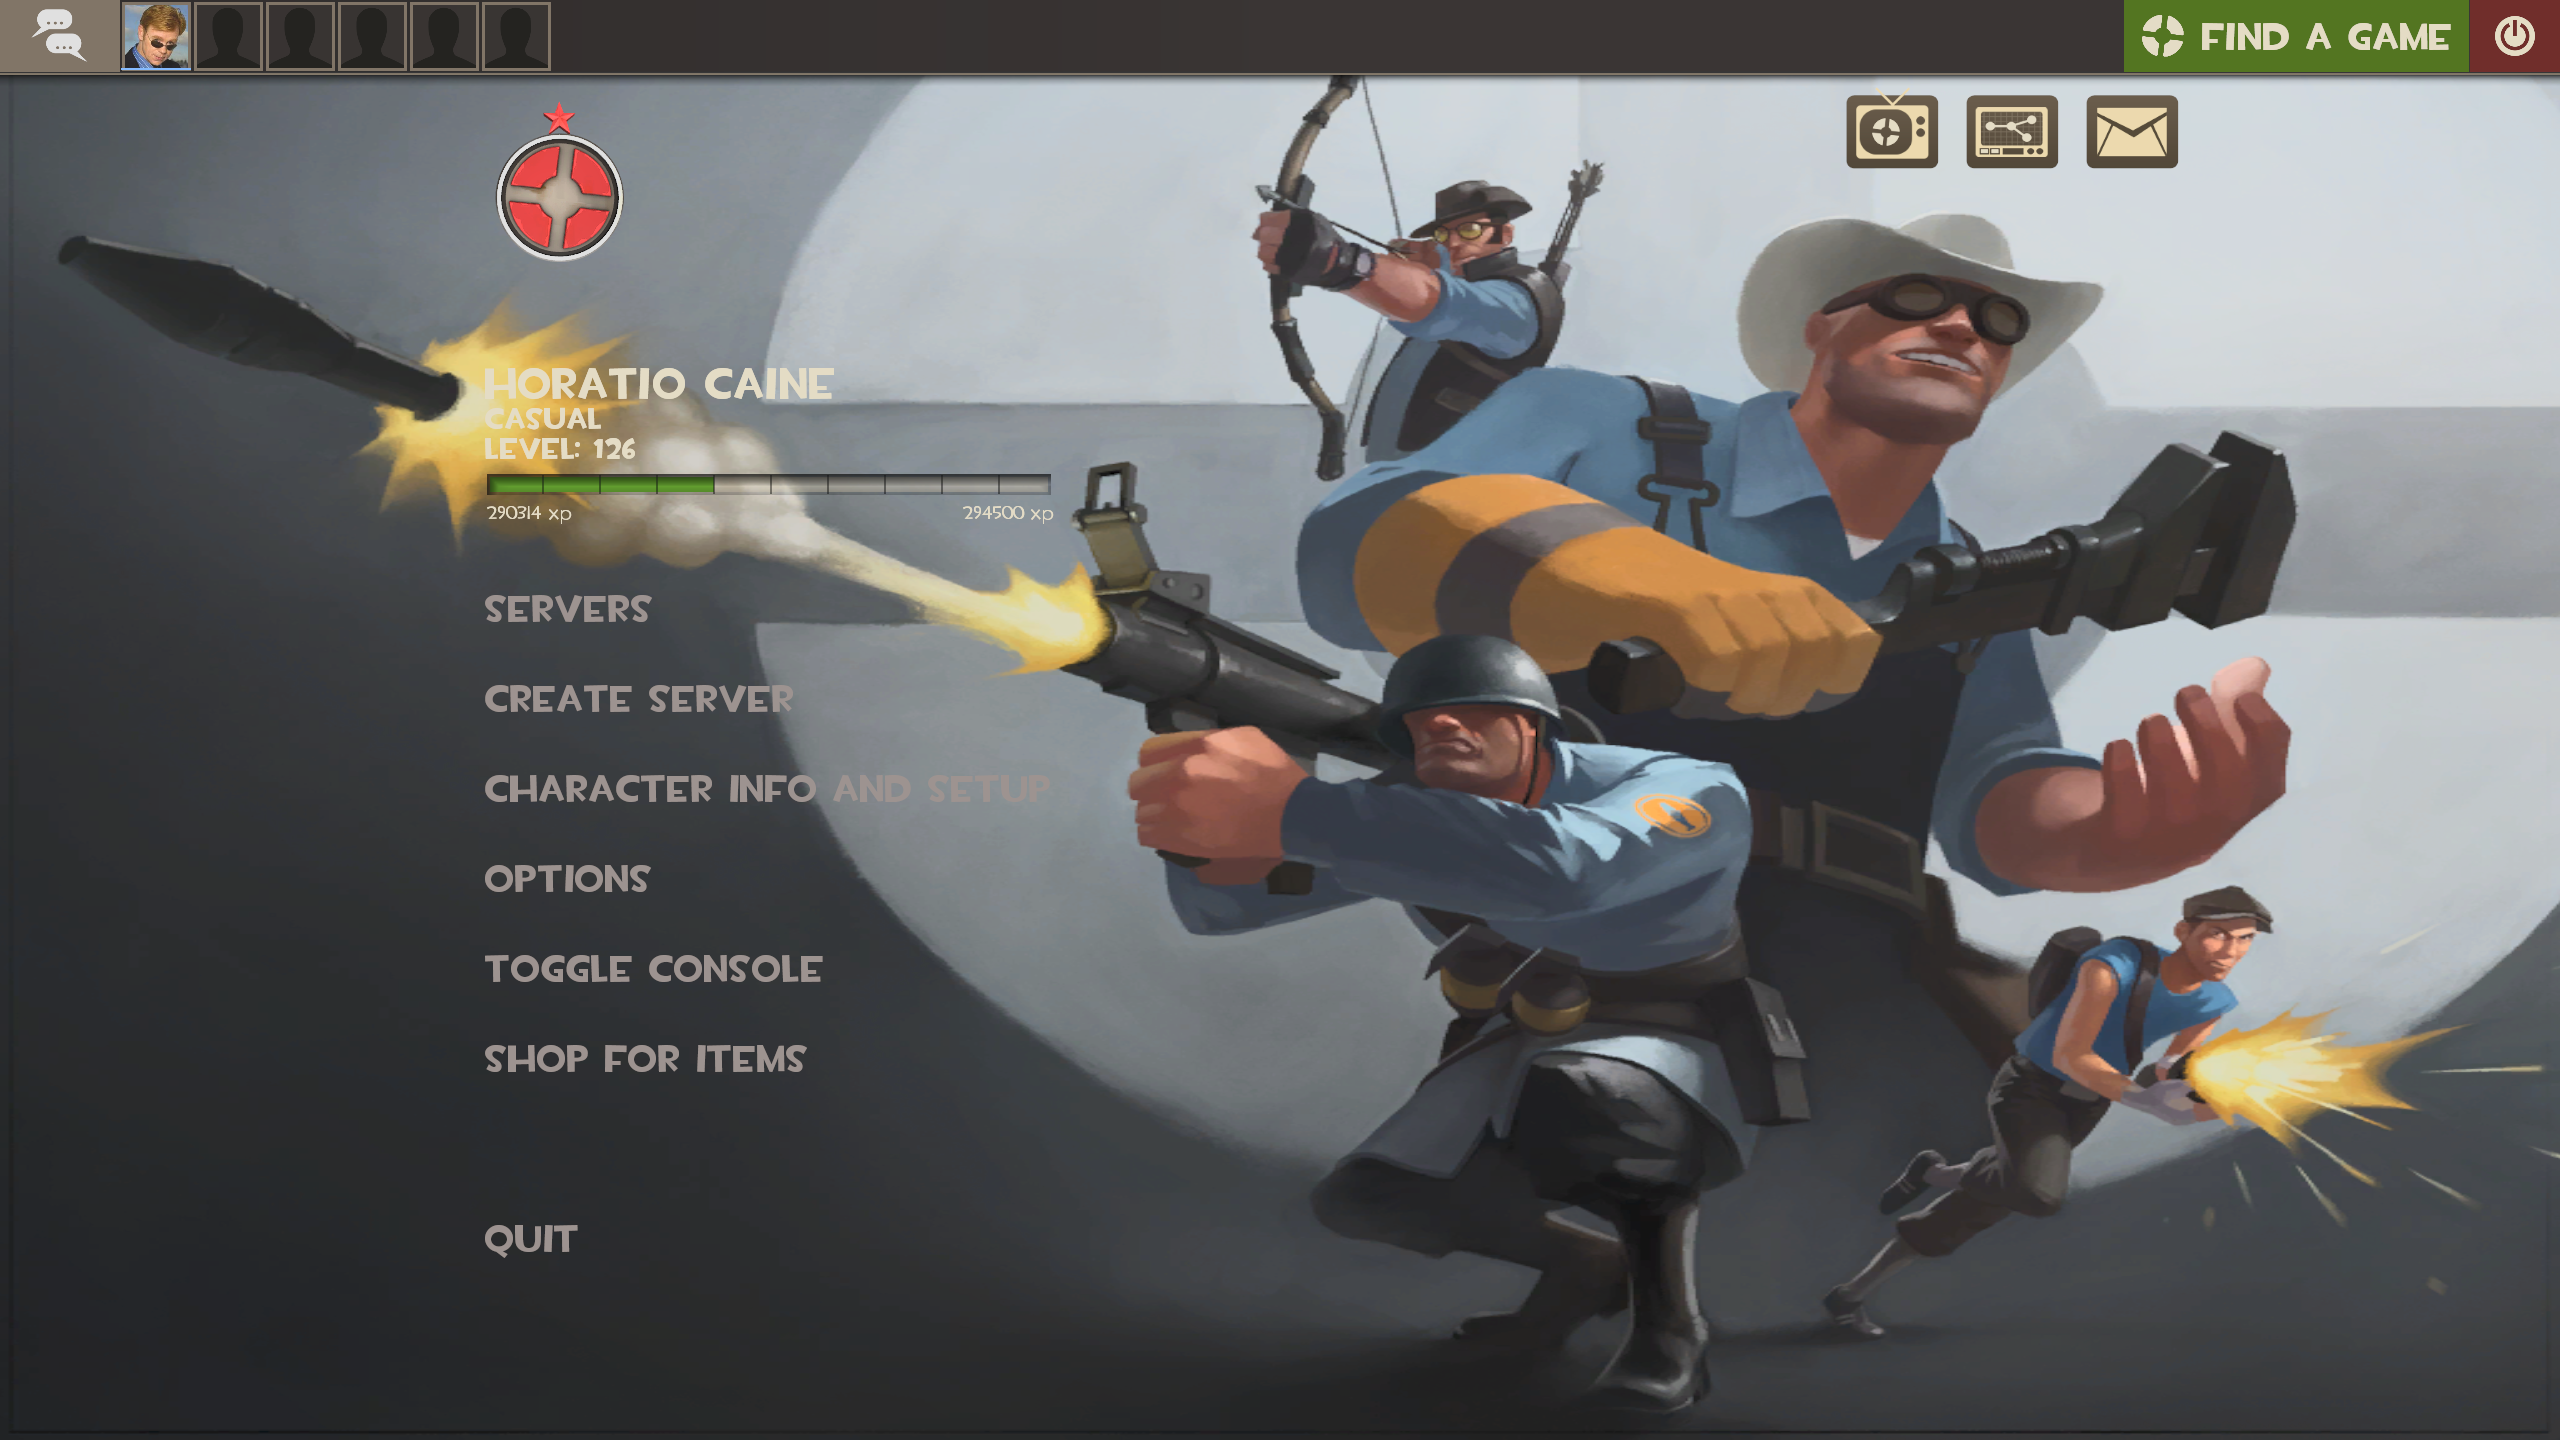 FIND A GAME
HORATIO CAINE
CASUAL
LEVEL: 126
290314 xp 294500 xp
SERVERS
CREATE SERVER
CHARACTER INFO AND SETUP
OPTIONS
TOGGLE CONSOLE
SHOP FOR ITEMS
QUIT